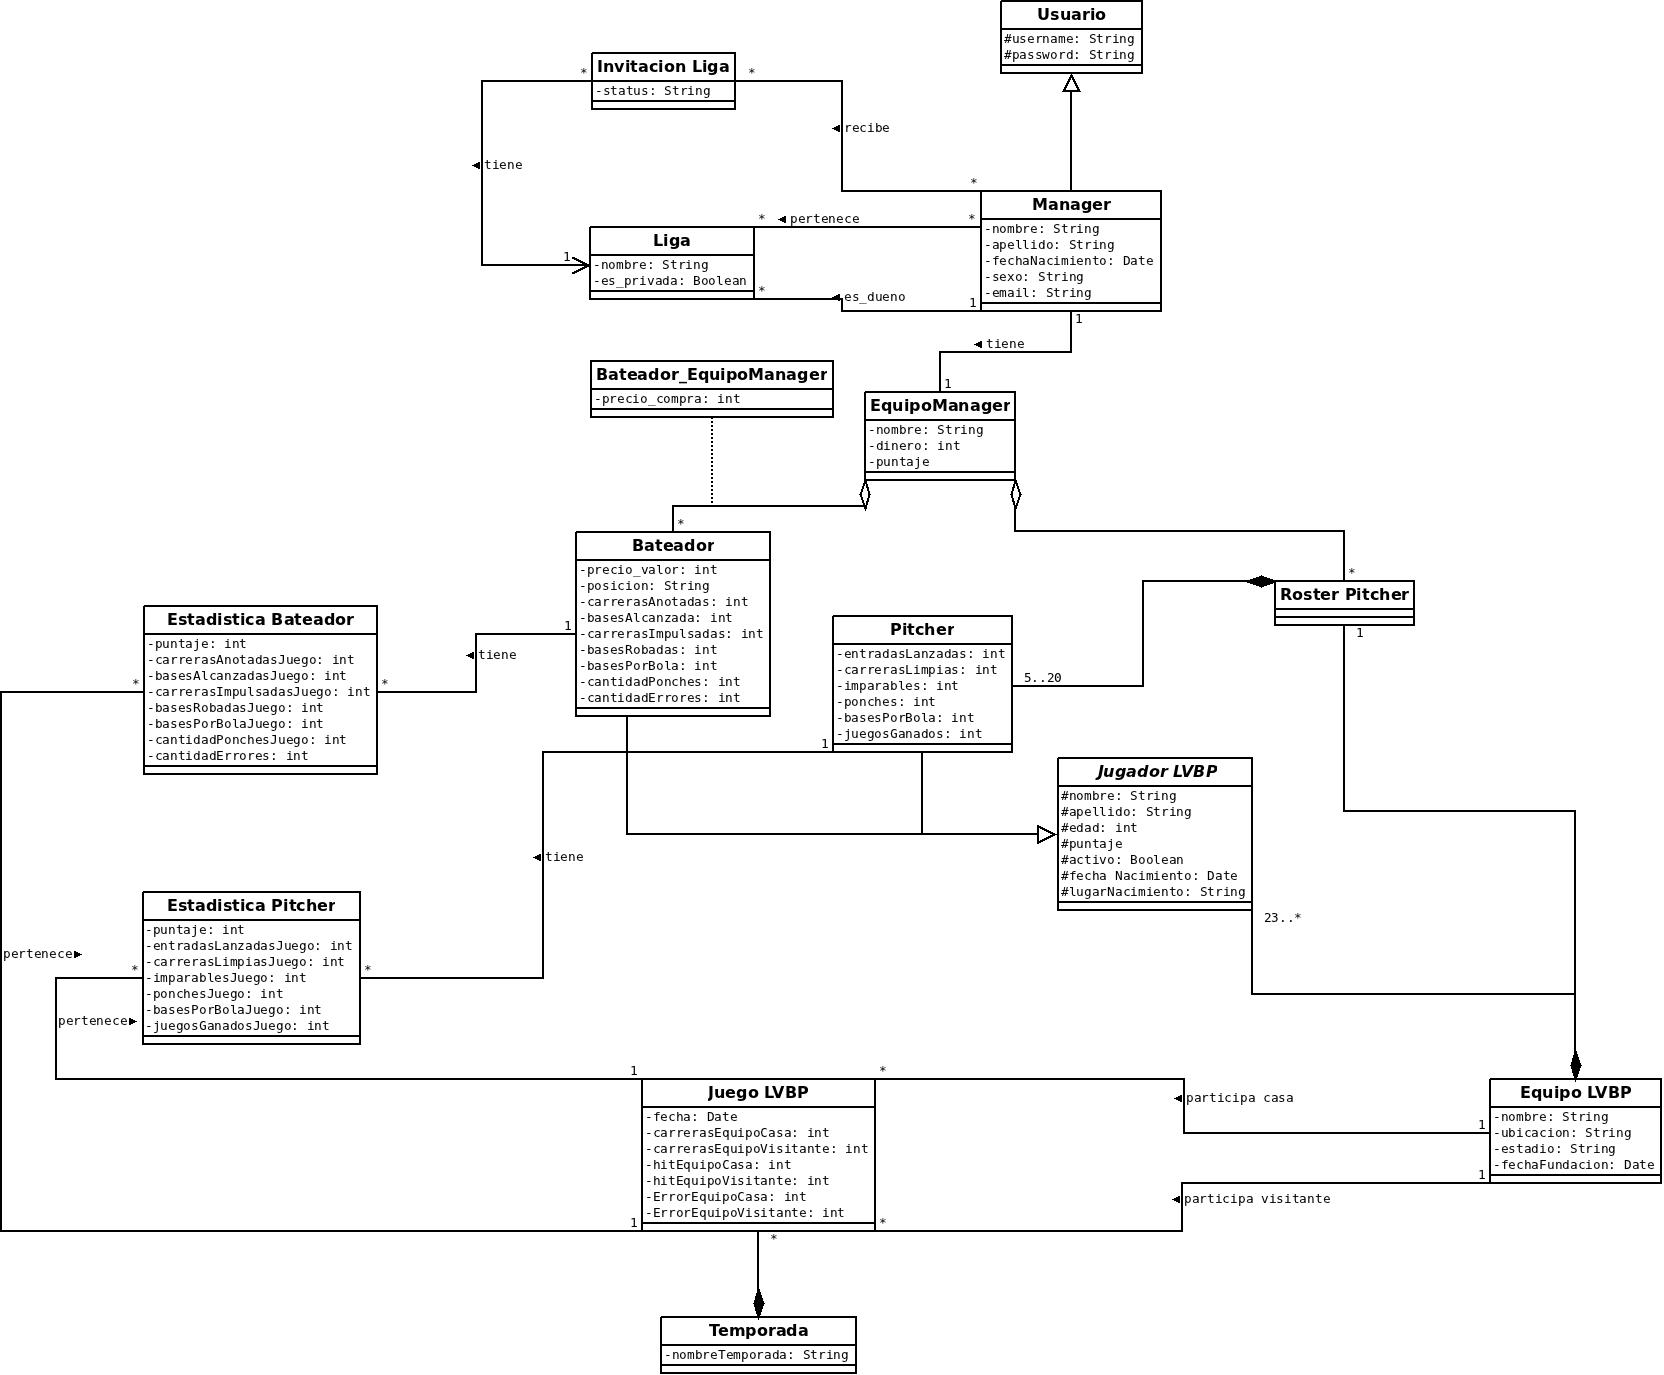 Usuario
#username: String
#password: String
Invitacion Liga
-status: String
*
*
◄recibe
◄tiene
*
Manager
-nombre: String
-apellido: String
-fechaNacimiento: Date
-sexo: String
-email: String
*
◄ pertenece
*
Liga
-nombre: String
-es_privada: Boolean
1
*
◄es_dueno
1
1
◄ tiene
1
Bateador_EquipoManager
-precio_compra: int
EquipoManager
-nombre: String
-dinero: int
-puntaje
*
Bateador
-precio_valor: int
-posicion: String
-carrerasAnotadas: int
-basesAlcanzada: int
-carrerasImpulsadas: int
-basesRobadas: int
-basesPorBola: int
-cantidadPonches: int
-cantidadErrores: int
*
Roster Pitcher
1
Estadistica Bateador
-puntaje: int
-carrerasAnotadasJuego: int
-basesAlcanzadasJuego: int
-carrerasImpulsadasJuego: int
-basesRobadasJuego: int
-basesPorBolaJuego: int
-cantidadPonchesJuego: int
-cantidadErrores: int
*
*
1
◄tiene
Pitcher
-entradasLanzadas: int
-carrerasLimpias: int
-imparables: int
-ponches: int
-basesPorBola: int
-juegosGanados: int
5..20
1
Jugador LVBP
#nombre: String
#apellido: String
#edad: int
#puntaje
#activo: Boolean
#fecha Nacimiento: Date
#lugarNacimiento: String
23..*
◄tiene
Estadistica Pitcher
-puntaje: int
-entradasLanzadasJuego: int
-carrerasLimpiasJuego: int
-imparablesJuego: int
-ponchesJuego: int
-basesPorBolaJuego: int
-juegosGanadosJuego: int
pertenece►
*
*
pertenece►
1
*
Juego LVBP
-fecha: Date
-carrerasEquipoCasa: int
-carrerasEquipoVisitante: int
-hitEquipoCasa: int
-hitEquipoVisitante: int
-ErrorEquipoCasa: int
-ErrorEquipoVisitante: int
◄participa casa
1
Equipo LVBP
-nombre: String
-ubicacion: String
-estadio: String
-fechaFundacion: Date
1
◄participa visitante
1
*
*
Temporada
-nombreTemporada: String